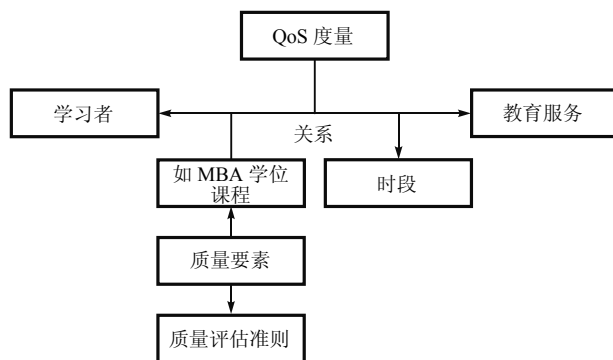 QoS 度量
学习者
教育服务
关系
如 MBA 学位
课程
时段
质量要素
质量评估准则